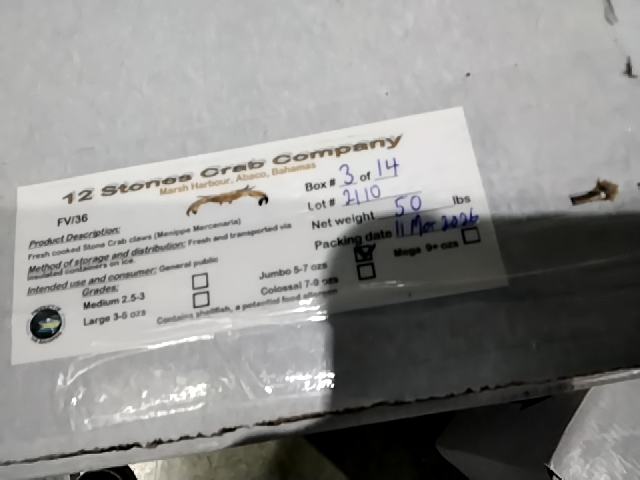 12 Stones Crab Company
Marsh Harbour, Abaco, Bahamas
FV/36
Box # 3 of 14
Lot # 2110
Net weight 50 lbs
Packing date 11 Mar 2026
Product Description:
Fresh cooked Stone Crab claws (Menippe Mercenaria)
Method of storage and distribution: Fresh and transported via
insulated containers on ice.
Intended use and consumer: General public
Grades:
Medium 2.5-3
Large 3-5 ozs
Jumbo 5-7 ozs
Colossal 7-9 ozs
Mega 9+ ozs
Contains shellfish, a potential food allergen